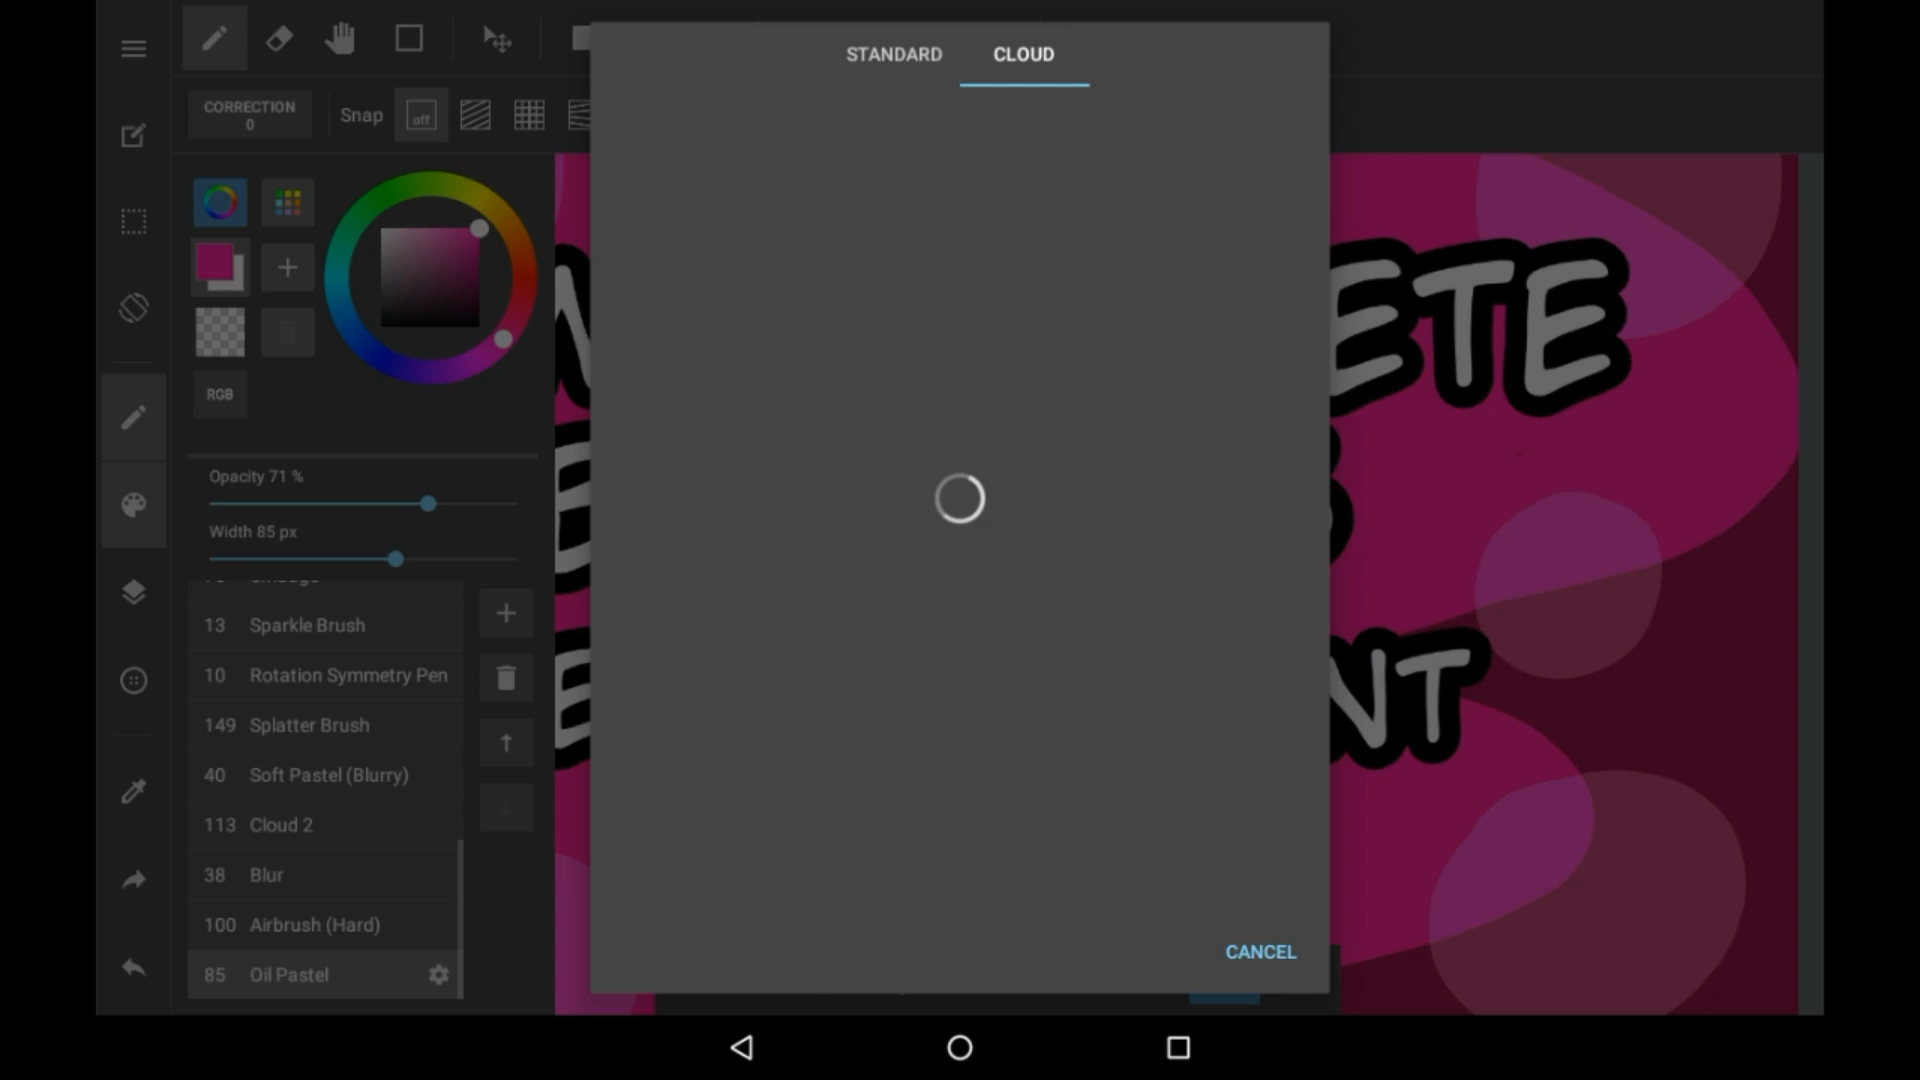 STANDARD CLOUD
CORRECTION
0
Snap
off
RGB
Opacity 71 %
Width 85 px
13 Sparkle Brush
10 Rotation Symmetry Pen
149 Splatter Brush
40 Soft Pastel (Blurry)
113 Cloud 2
38 Blur
100 Airbrush (Hard)
85 Oil Pastel
ETE
NT
CANCEL